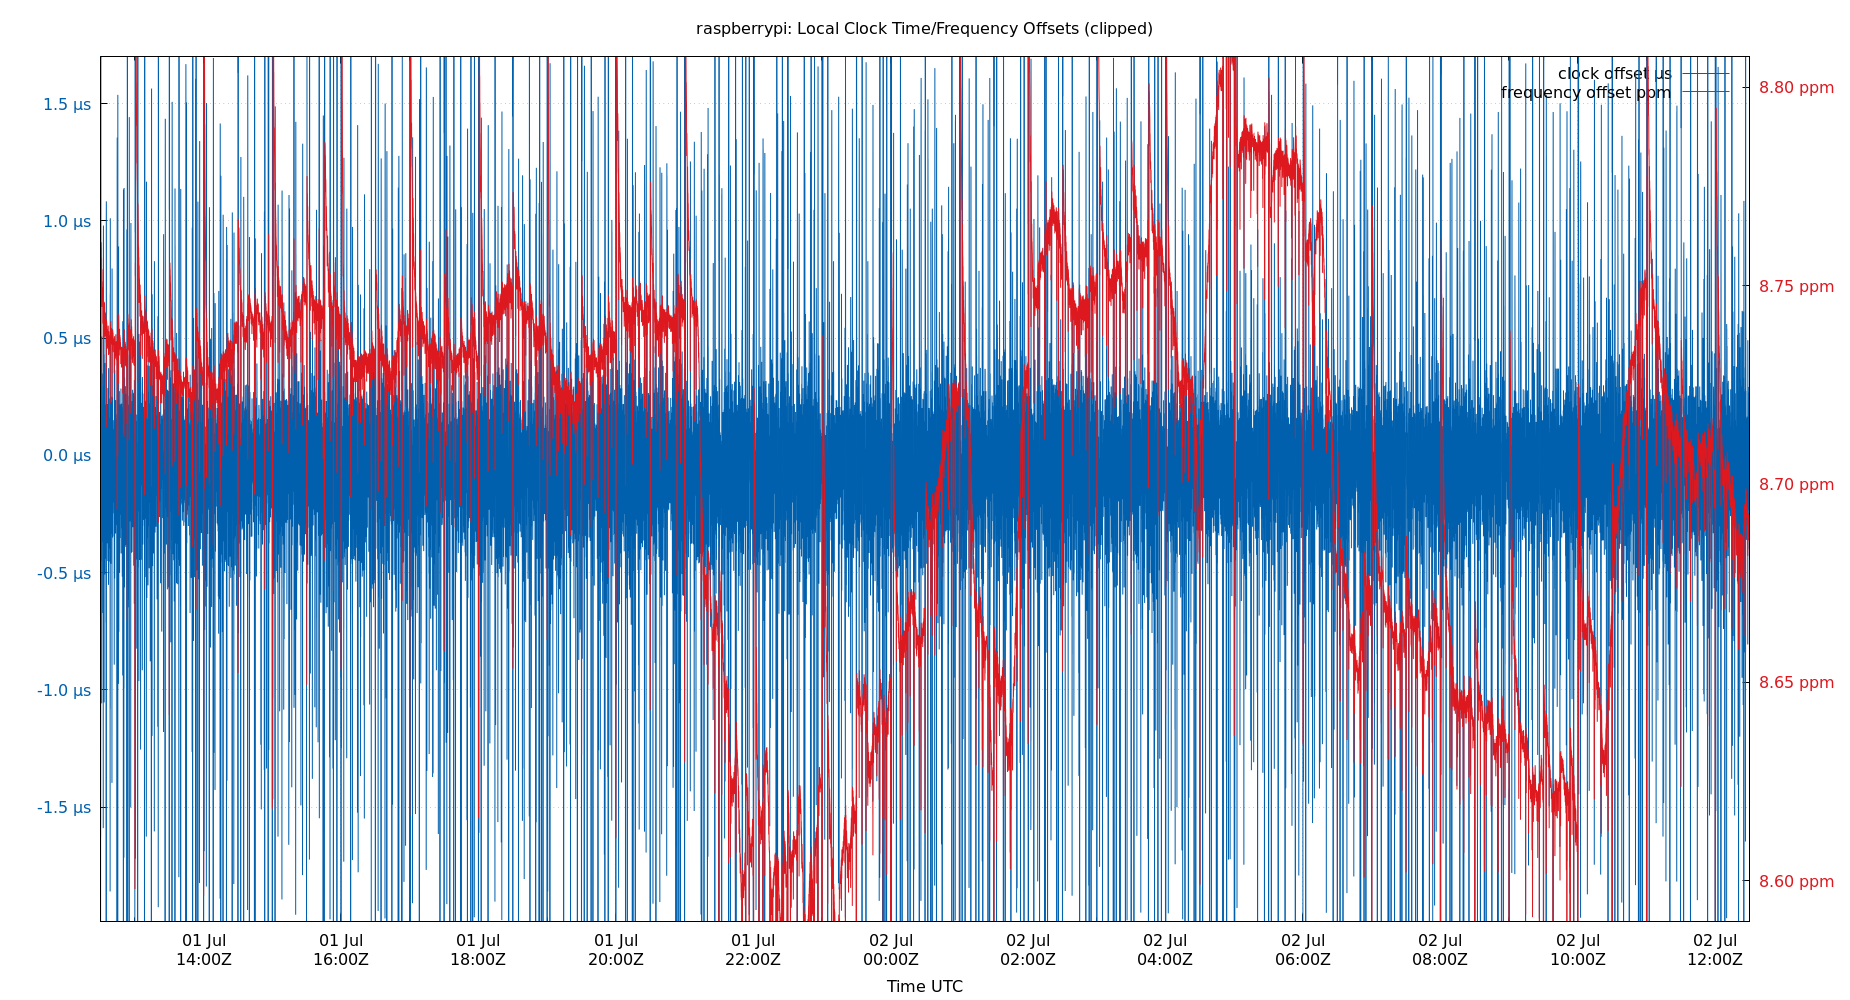 raspberrypi: Local Clock Time/Frequency Offsets (clipped)
clock offset µs
frequency offset ppm
1.5 µs
1.0 µs
0.5 µs
0.0 µs
-0.5 µs
-1.0 µs
-1.5 µs
8.80 ppm
8.75 ppm
8.70 ppm
8.65 ppm
8.60 ppm
01 Jul 14:00Z
01 Jul 16:00Z
01 Jul 18:00Z
01 Jul 20:00Z
01 Jul 22:00Z
02 Jul 00:00Z
02 Jul 02:00Z
02 Jul 04:00Z
02 Jul 06:00Z
02 Jul 08:00Z
02 Jul 10:00Z
02 Jul 12:00Z
Time UTC